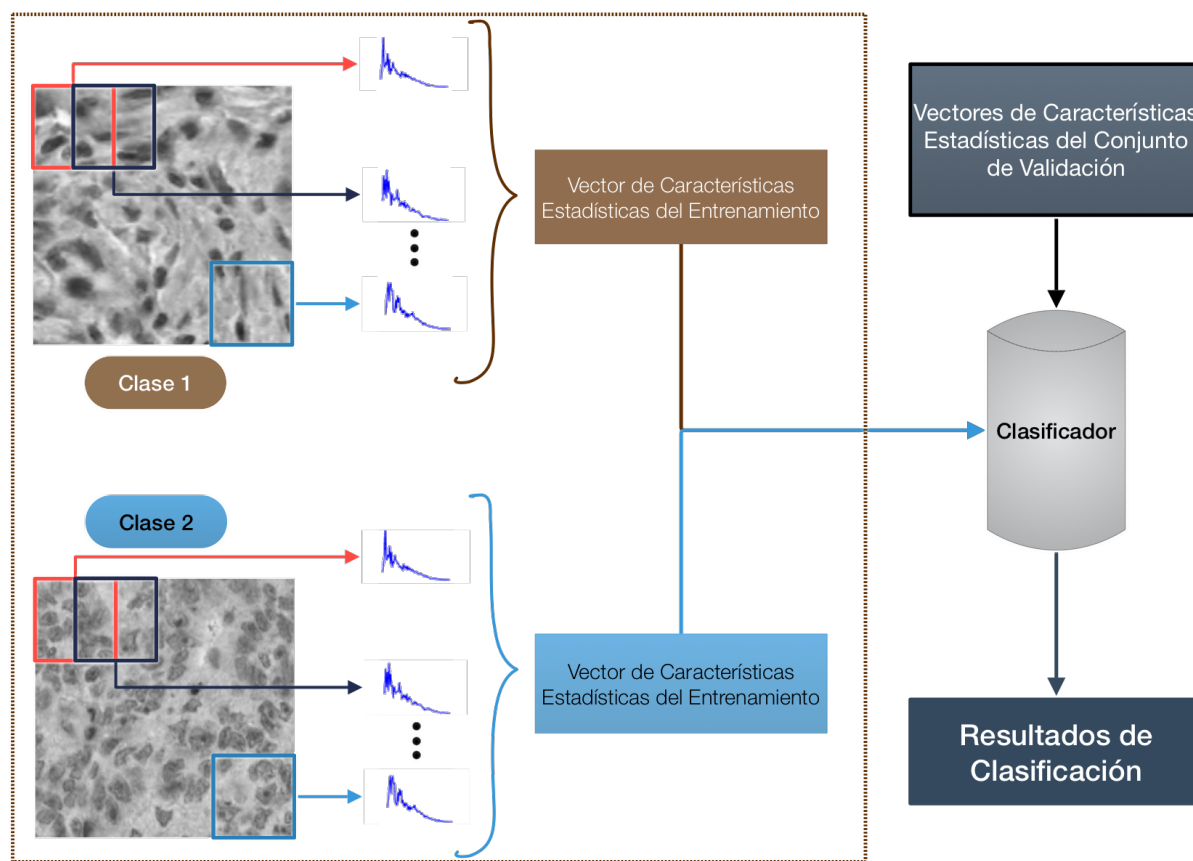 Clase 1
Vector de Características
Estadísticas del Entrenamiento
Clase 2
Vector de Características
Estadísticas del Entrenamiento
Vectores de Características
Estadísticas del Conjunto
de Validación
Clasificador
Resultados de
Clasificación